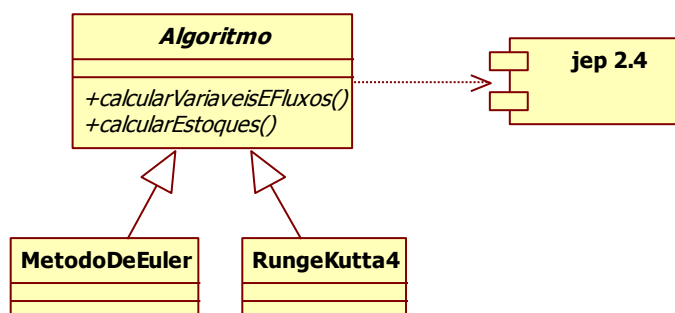 Algoritmo
jep 2.4
+calcularVariaveisEFluxos()
+calcularEstoques()
MetodoDeEuler
RungeKutta4